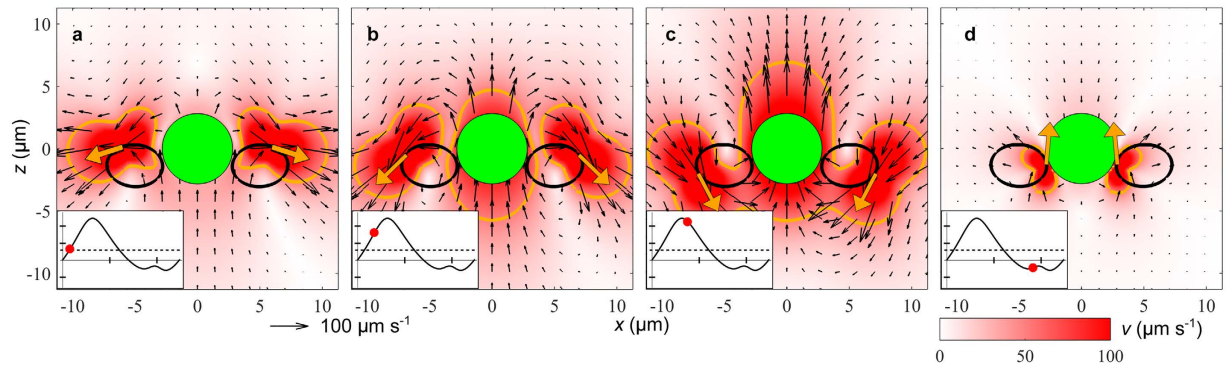 a
b
c
d
10
5
0
-5
-10
z (µm)
-10 -5 0 5 10
-10 -5 0 5 10
-10 -5 0 5 10
-10 -5 0 5 10
100 µm s⁻¹
x (µm)
v (µm s⁻¹)
0 50 100